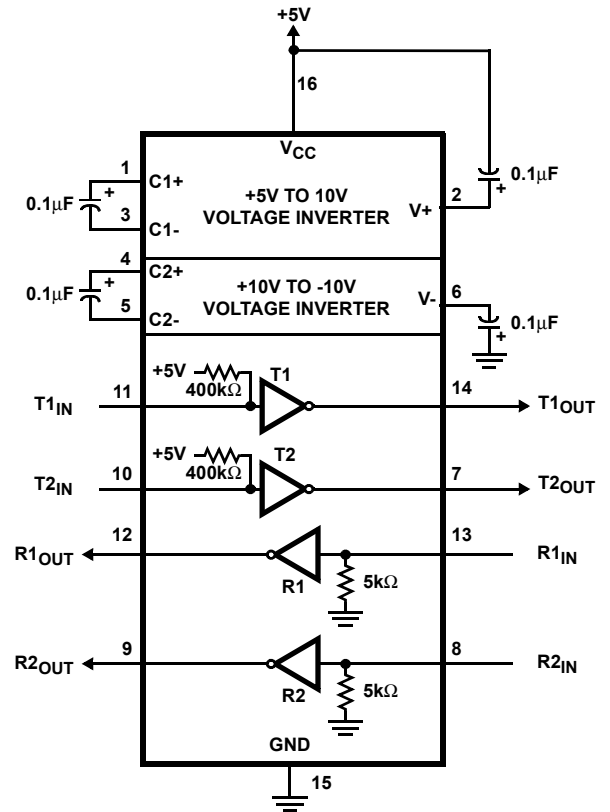 +5V
16
VCC
1
C1+
+
0.1μF
3
C1-
+5V TO 10V
VOLTAGE INVERTER
V+
2
0.1μF
+
4
C2+
+
0.1μF
5
C2-
+10V TO -10V
VOLTAGE INVERTER
V-
6
0.1μF
+
+5V
400kΩ
T1
T1IN
11
14
T1OUT
+5V
400kΩ
T2
T2IN
10
7
T2OUT
R1OUT
12
13
R1IN
R1
5kΩ
R2OUT
9
8
R2IN
R2
5kΩ
GND
15